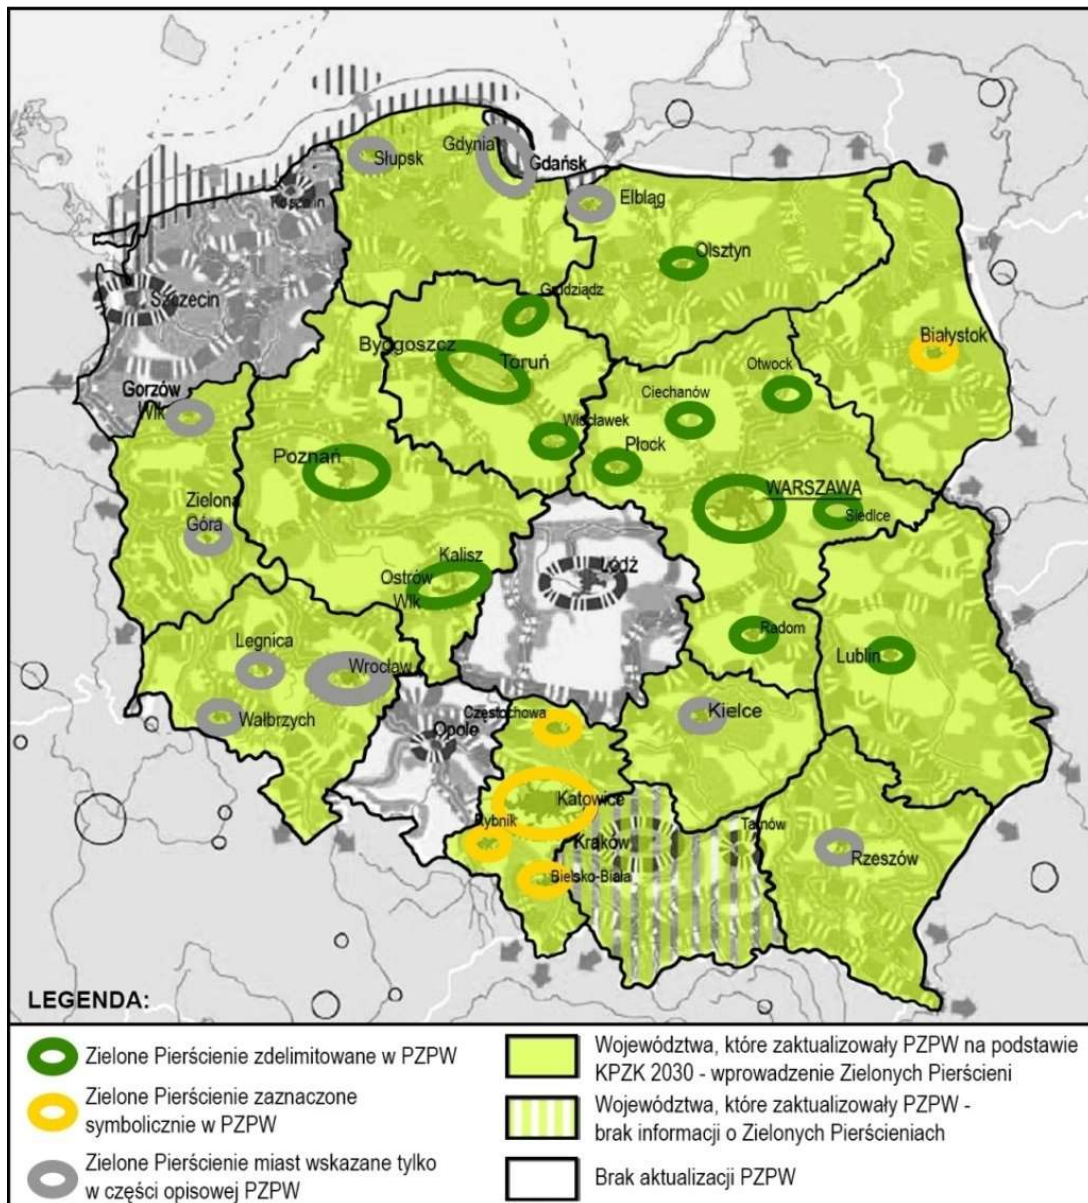 Słupsk
Gdynia
Gdańsk
Koszalin
Elbląg
Olsztyn
Szczecin
Grudziądz
Bydgoszcz
Toruń
Białystok
Otwock
Ciechanów
Gorzów
Wlk
Włocławek
Płock
Poznań
WARSZAWA
Siedlce
Zielona
Góra
Kalisz
Ostrów
Wlk
Łódź
Radom
Lublin
Legnica
Wrocław
Wałbrzych
Kielce
Częstochowa
Opole
Katowice
Rybnik
Kraków
Tarnów
Rzeszów
Bielsko-Biala
LEGENDA:
Zielone Pierścienie zdelimitowane w PZPW
Zielone Pierścienie zaznaczone
symbolicznie w PZPW
Zielone Pierścienie miast wskazane tylko
w części opisowej PZPW
Województwa, które zaktualizowały PZPW na podstawie
KPZK 2030 - wprowadzenie Zielonych Pierścieni
Województwa, które zaktualizowały PZPW -
brak informacji o Zielonych Pierścieniach
Brak aktualizacji PZPW